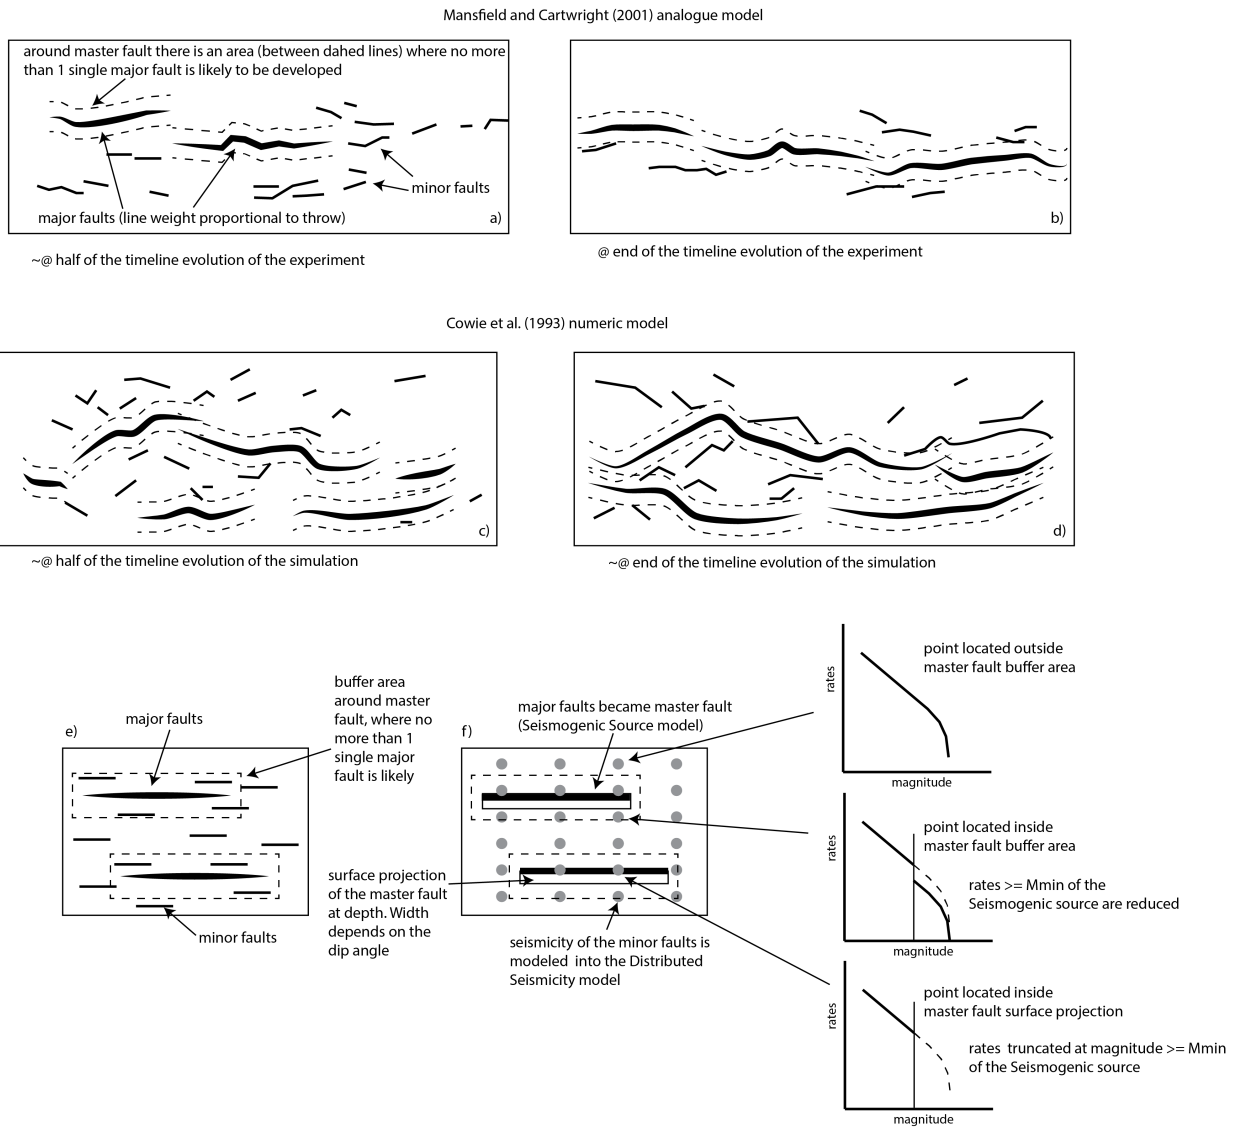 Mansfield and Cartwright (2001) analogue model
around master fault there is an area (between dahed lines) where no more
than 1 single major fault is likely to be developed
minor faults
major faults (line weight proportional to throw)
a)
b)
~@ half of the timeline evolution of the experiment
@ end of the timeline evolution of the experiment
Cowie et al. (1993) numeric model
c)
d)
~@ half of the timeline evolution of the simulation
~@ end of the timeline evolution of the simulation
e)
major faults
buffer area
around master
fault, where no
more than 1
single major
fault is likely
minor faults
f)
major faults became master fault
(Seismogenic Source model)
surface projection
of the master fault
at depth. Width
depends on the
dip angle
seismicity of the minor faults is
modeled into the Distributed
Seismicity model
rates
point located outside
master fault buffer area
magnitude
rates
point located inside
master fault buffer area
rates >= Mmin of the
Seismogenic source are reduced
magnitude
rates
point located inside
master fault surface projection
rates truncated at magnitude >= Mmin
of the Seismogenic source
magnitude